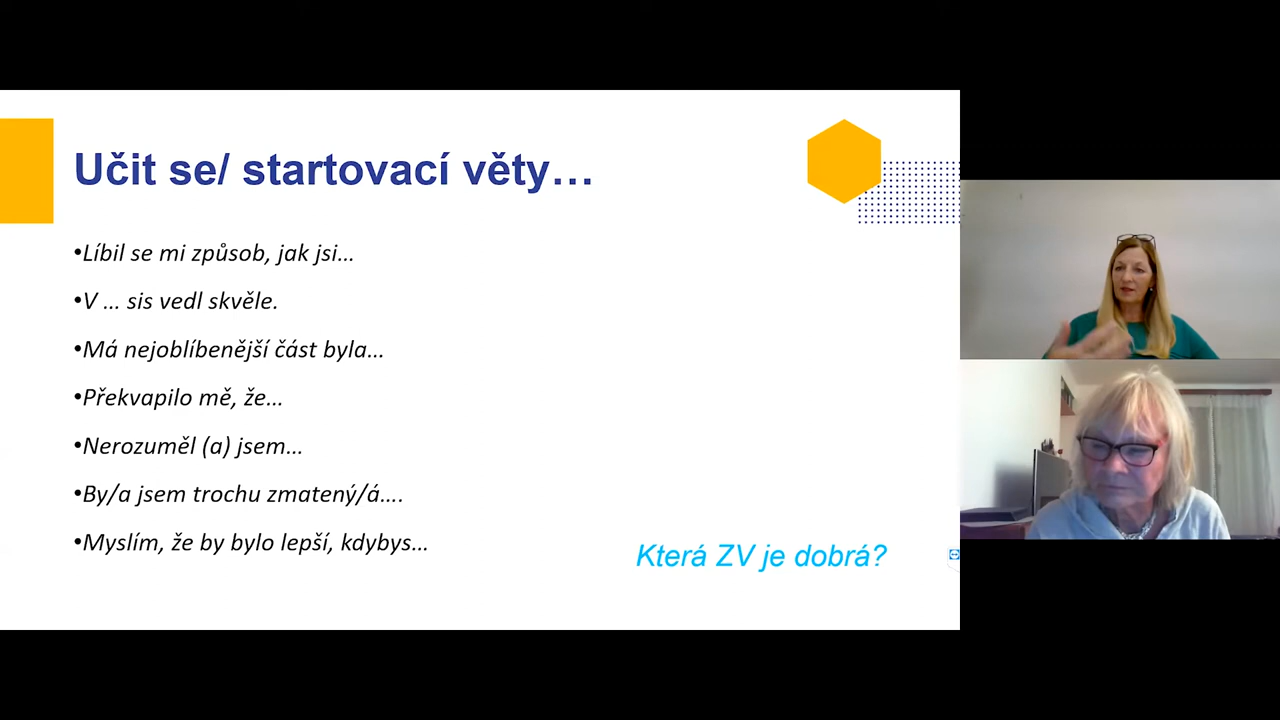 Učit se/ startovací věty…
•Líbil se mi způsob, jak jsi…
•V … sis vedl skvěle.
•Má nejoblíbenější část byla…
•Překvapilo mě, že…
•Nerozuměl (a) jsem…
•By/a jsem trochu zmatený/á….
•Myslím, že by bylo lepší, kdybys…
Která ZV je dobrá?